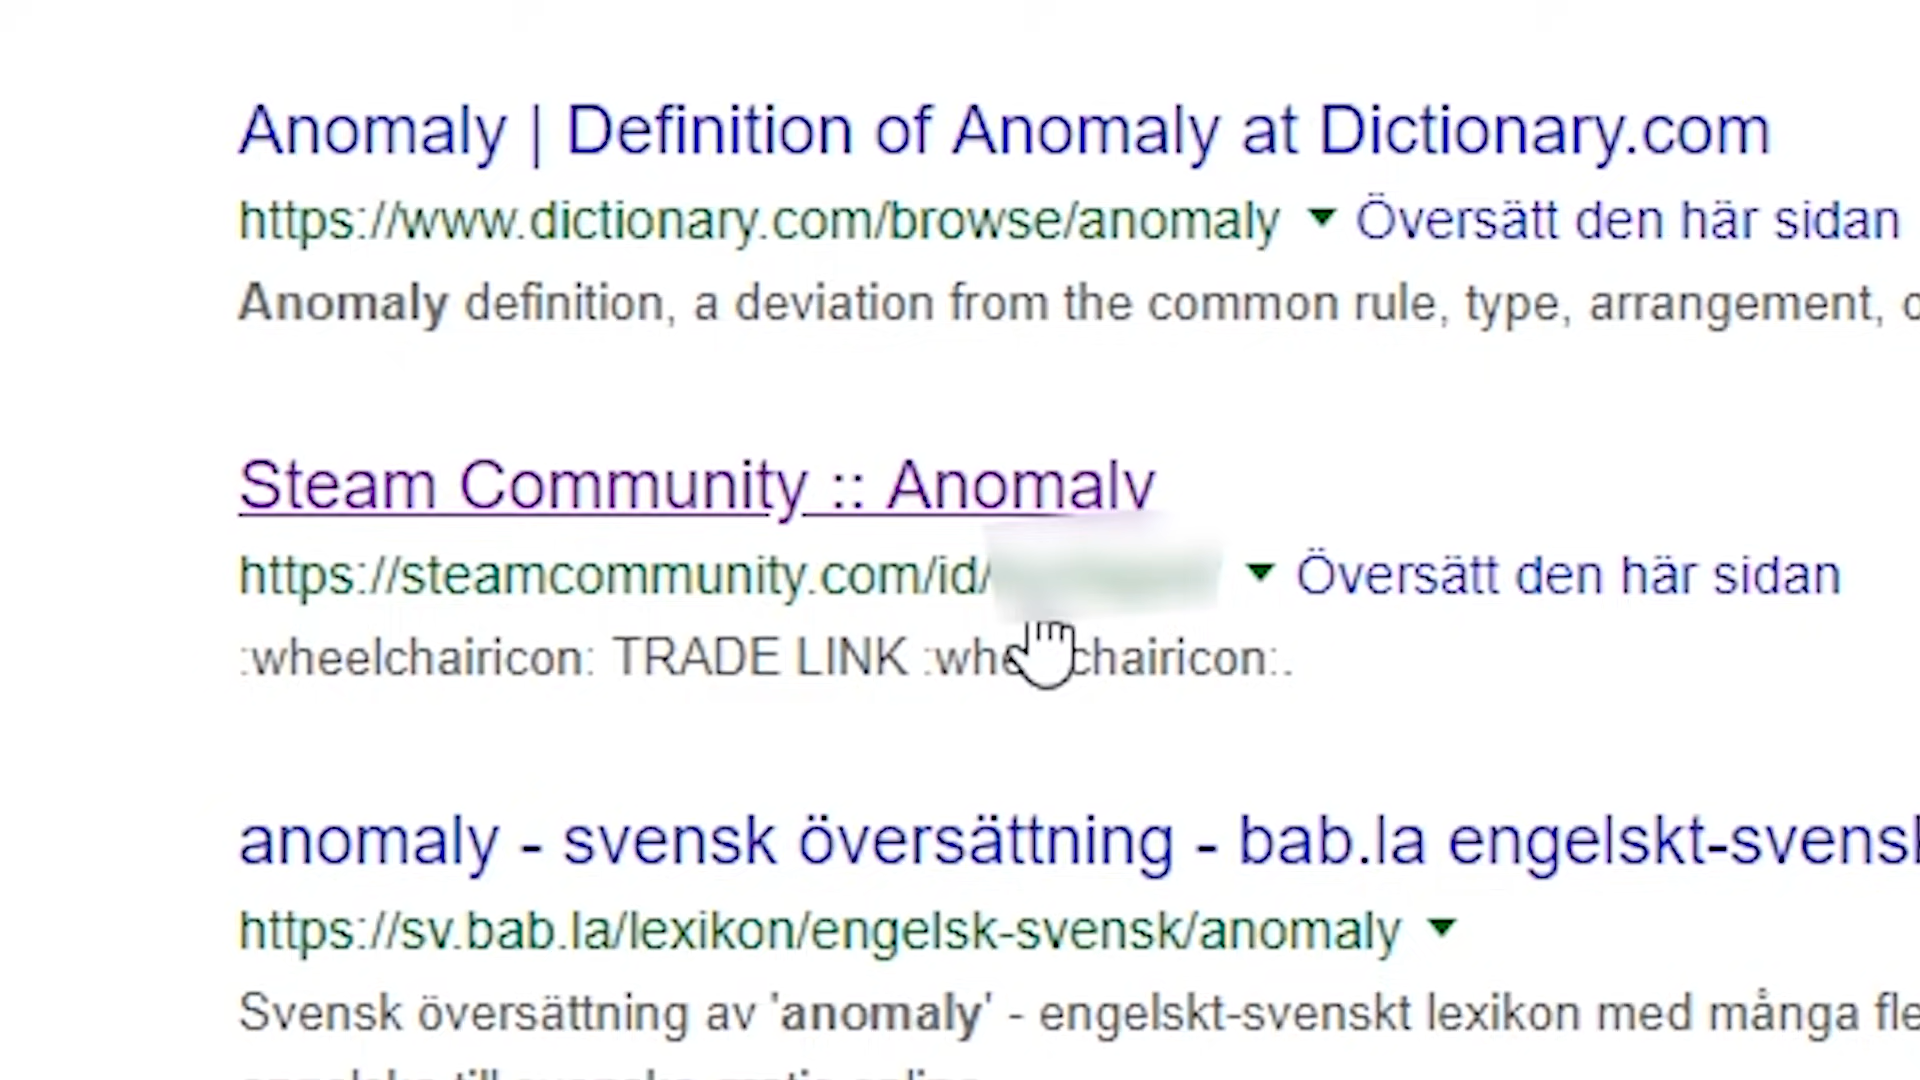 Anomaly | Definition of Anomaly at Dictionary.com
https://www.dictionary.com/browse/anomaly ▼ Översätt den här sidan
Anomaly definition, a deviation from the common rule, type, arrangement,
Steam Community :: Anomaly
https://steamcommunity.com/id/ ▼ Översätt den här sidan
:wheelchairicon: TRADE LINK :wheelchairicon:.
anomaly - svensk översättning - bab.la engelskt-svensk
https://sv.bab.la/lexikon/engelsk-svensk/anomaly ▼
Svensk översättning av 'anomaly' - engelskt-svenskt lexikon med många fle